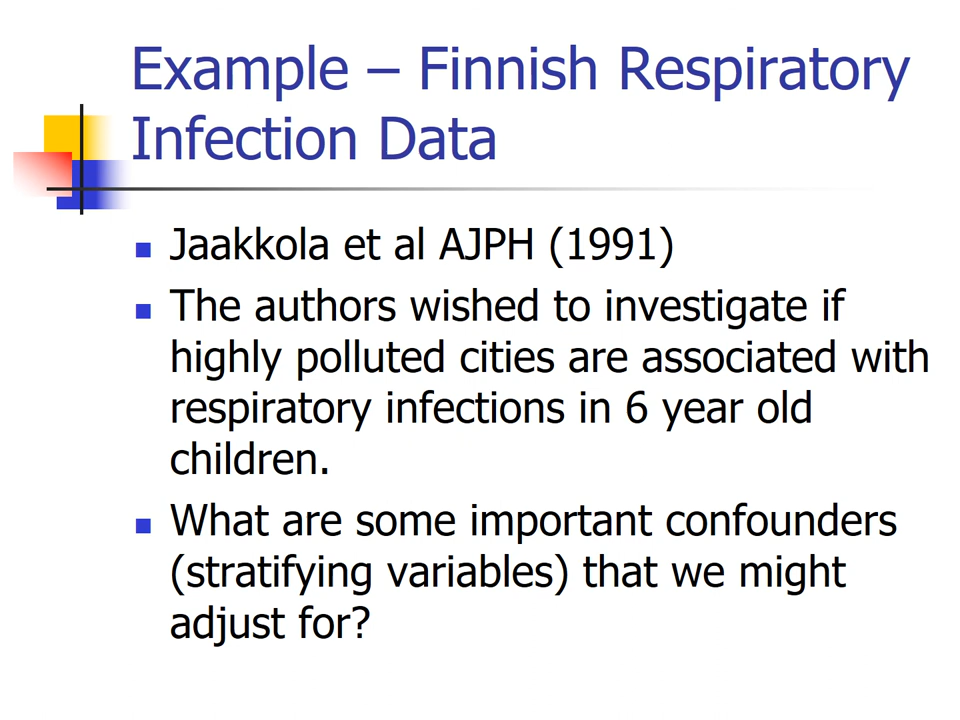 Example – Finnish Respiratory
Infection Data
Jaakkola et al AJPH (1991)
The authors wished to investigate if
highly polluted cities are associated with
respiratory infections in 6 year old
children.
What are some important confounders
(stratifying variables) that we might
adjust for?